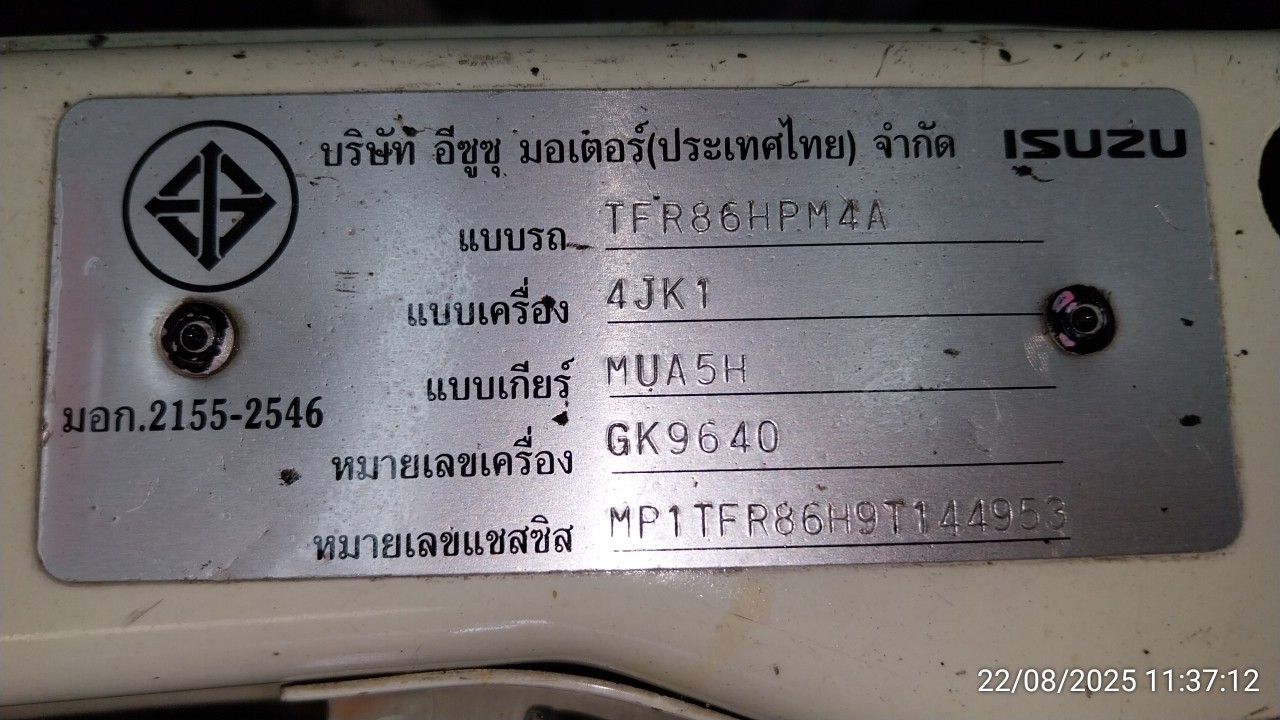 บริษัท อีซูซุ มอเตอร์(ประเทศไทย) จำกัด ISUZU
แบบรถ TFR86HPM4A
แบบเครื่อง 4JK1
แบบเกียร์ MUA5H
มอก.2155-2546
หมายเลขเครื่อง GK9640
หมายเลขแชสซิส MP1TFR86H9T144953
22/08/2025 11:37:12